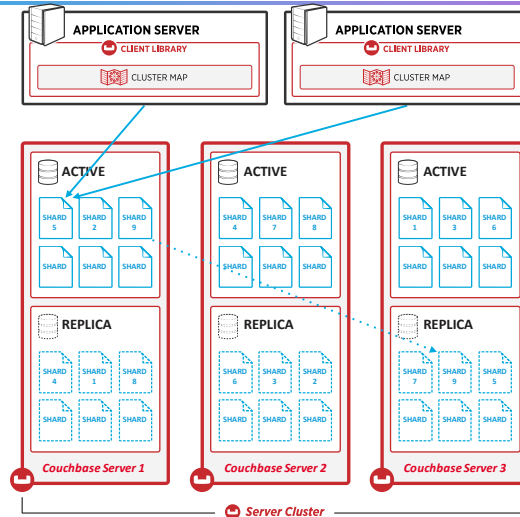 APPLICATION SERVER
CLIENT LIBRARY
CLUSTER MAP
APPLICATION SERVER
CLIENT LIBRARY
CLUSTER MAP
ACTIVE
SHARD 5
SHARD 2
SHARD 9
SHARD
SHARD
SHARD
REPLICA
SHARD 4
SHARD 1
SHARD 8
SHARD
SHARD
SHARD
Couchbase Server 1
ACTIVE
SHARD 4
SHARD 7
SHARD 8
SHARD
SHARD
SHARD
REPLICA
SHARD 6
SHARD 3
SHARD 2
SHARD
SHARD
SHARD
Couchbase Server 2
ACTIVE
SHARD 1
SHARD 3
SHARD 6
SHARD
SHARD
SHARD
REPLICA
SHARD 7
SHARD 9
SHARD 5
SHARD
SHARD
SHARD
Couchbase Server 3
Server Cluster